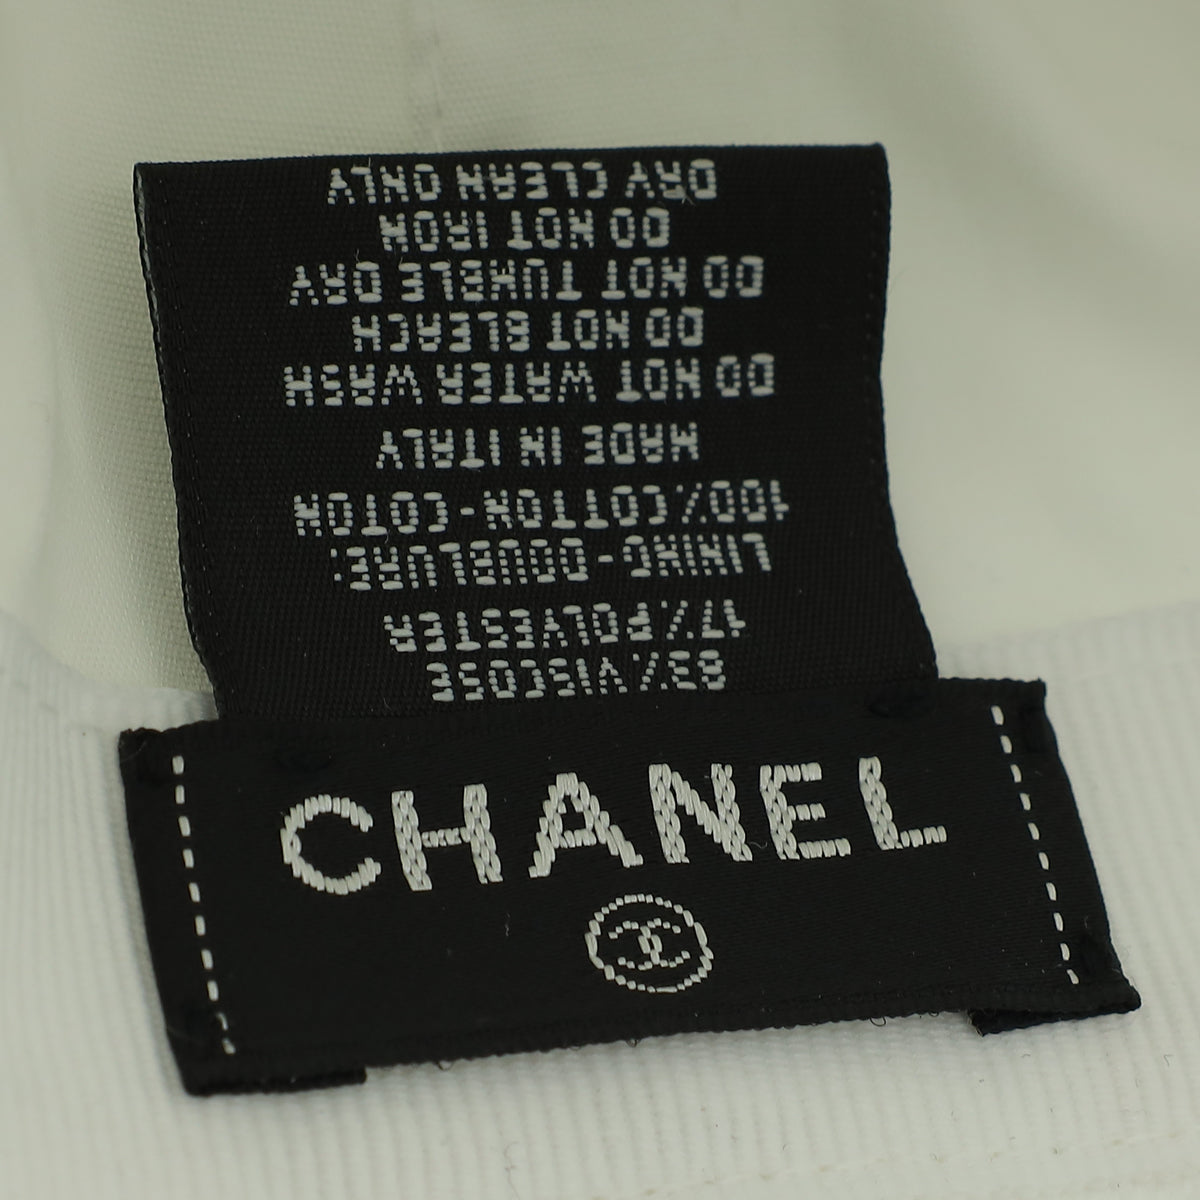 CHANEL
83%VISCOSE
17%POLYESTER
LINING-DOUBLURE:
100%COTTON-COTON
MADE IN ITALY
DO NOT WATER WASH
DO NOT BLEACH
DO NOT TUMBLE DRY
DO NOT IRON
DRY CLEAN ONLY